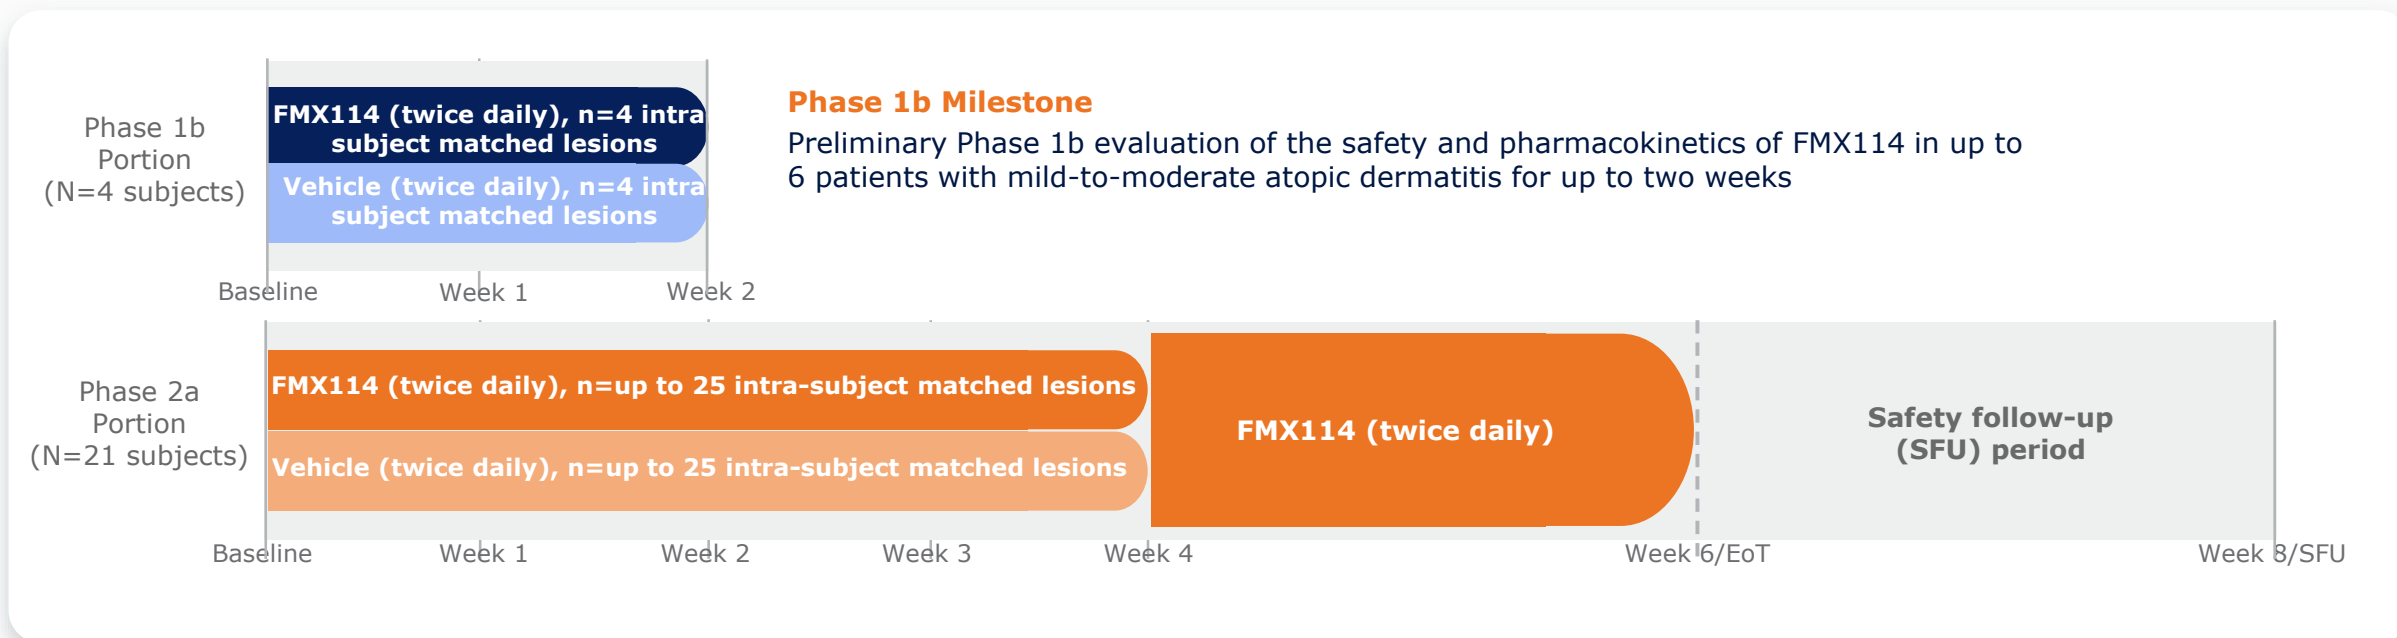 Phase 1b
Portion
(N=4 subjects)
FMX114 (twice daily), n=4 intra
subject matched lesions
Vehicle (twice daily), n=4 intra
subject matched lesions
Baseline
Week 1
Week 2
Phase 1b Milestone
Preliminary Phase 1b evaluation of the safety and pharmacokinetics of FMX114 in up to
6 patients with mild-to-moderate atopic dermatitis for up to two weeks
Phase 2a
Portion
(N=21 subjects)
FMX114 (twice daily), n=up to 25 intra-subject matched lesions
Vehicle (twice daily), n=up to 25 intra-subject matched lesions
FMX114 (twice daily)
Safety follow-up
(SFU) period
Baseline
Week 1
Week 2
Week 3
Week 4
Week 6/EoT
Week 8/SFU